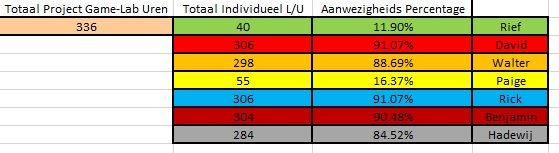 Totaal Project Game-Lab Uren Totaal Individueel L/U Aanwezigheids Percentage
336 40 11.90% Rief
306 91.07% David
298 88.69% Walter
55 16.37% Paige
306 91.07% Rick
304 90.48% Benjamin
284 84.52% Hadewij